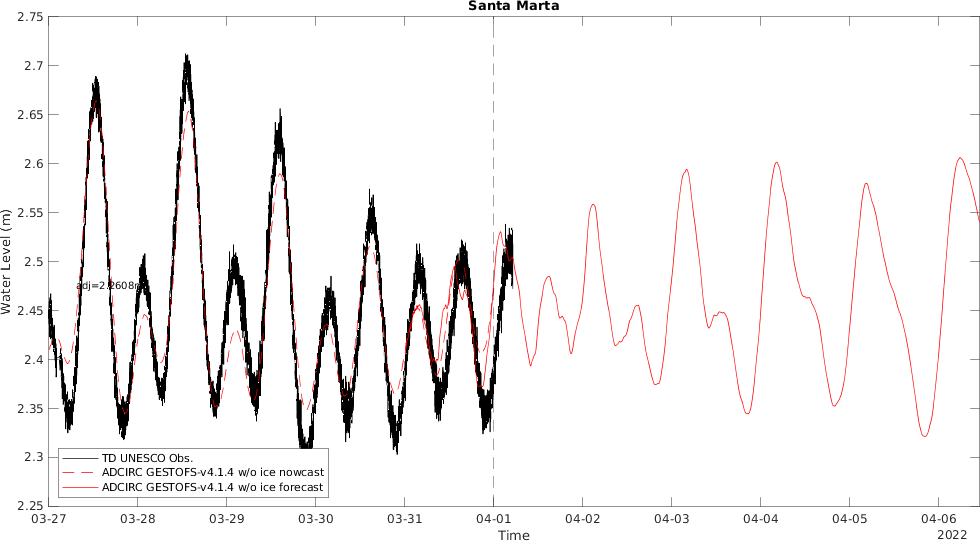 Santa Marta
2.75
2.7
2.65
2.6
2.55
2.5
2.45
2.4
2.35
2.3
2.25
Water Level (m)
adj=2.2608m
TD UNESCO Obs.
ADCIRC GESTOFS-v4.1.4 w/o ice nowcast
ADCIRC GESTOFS-v4.1.4 w/o ice forecast
03-27 03-28 03-29 03-30 03-31 04-01 04-02 04-03 04-04 04-05 04-06
Time
2022